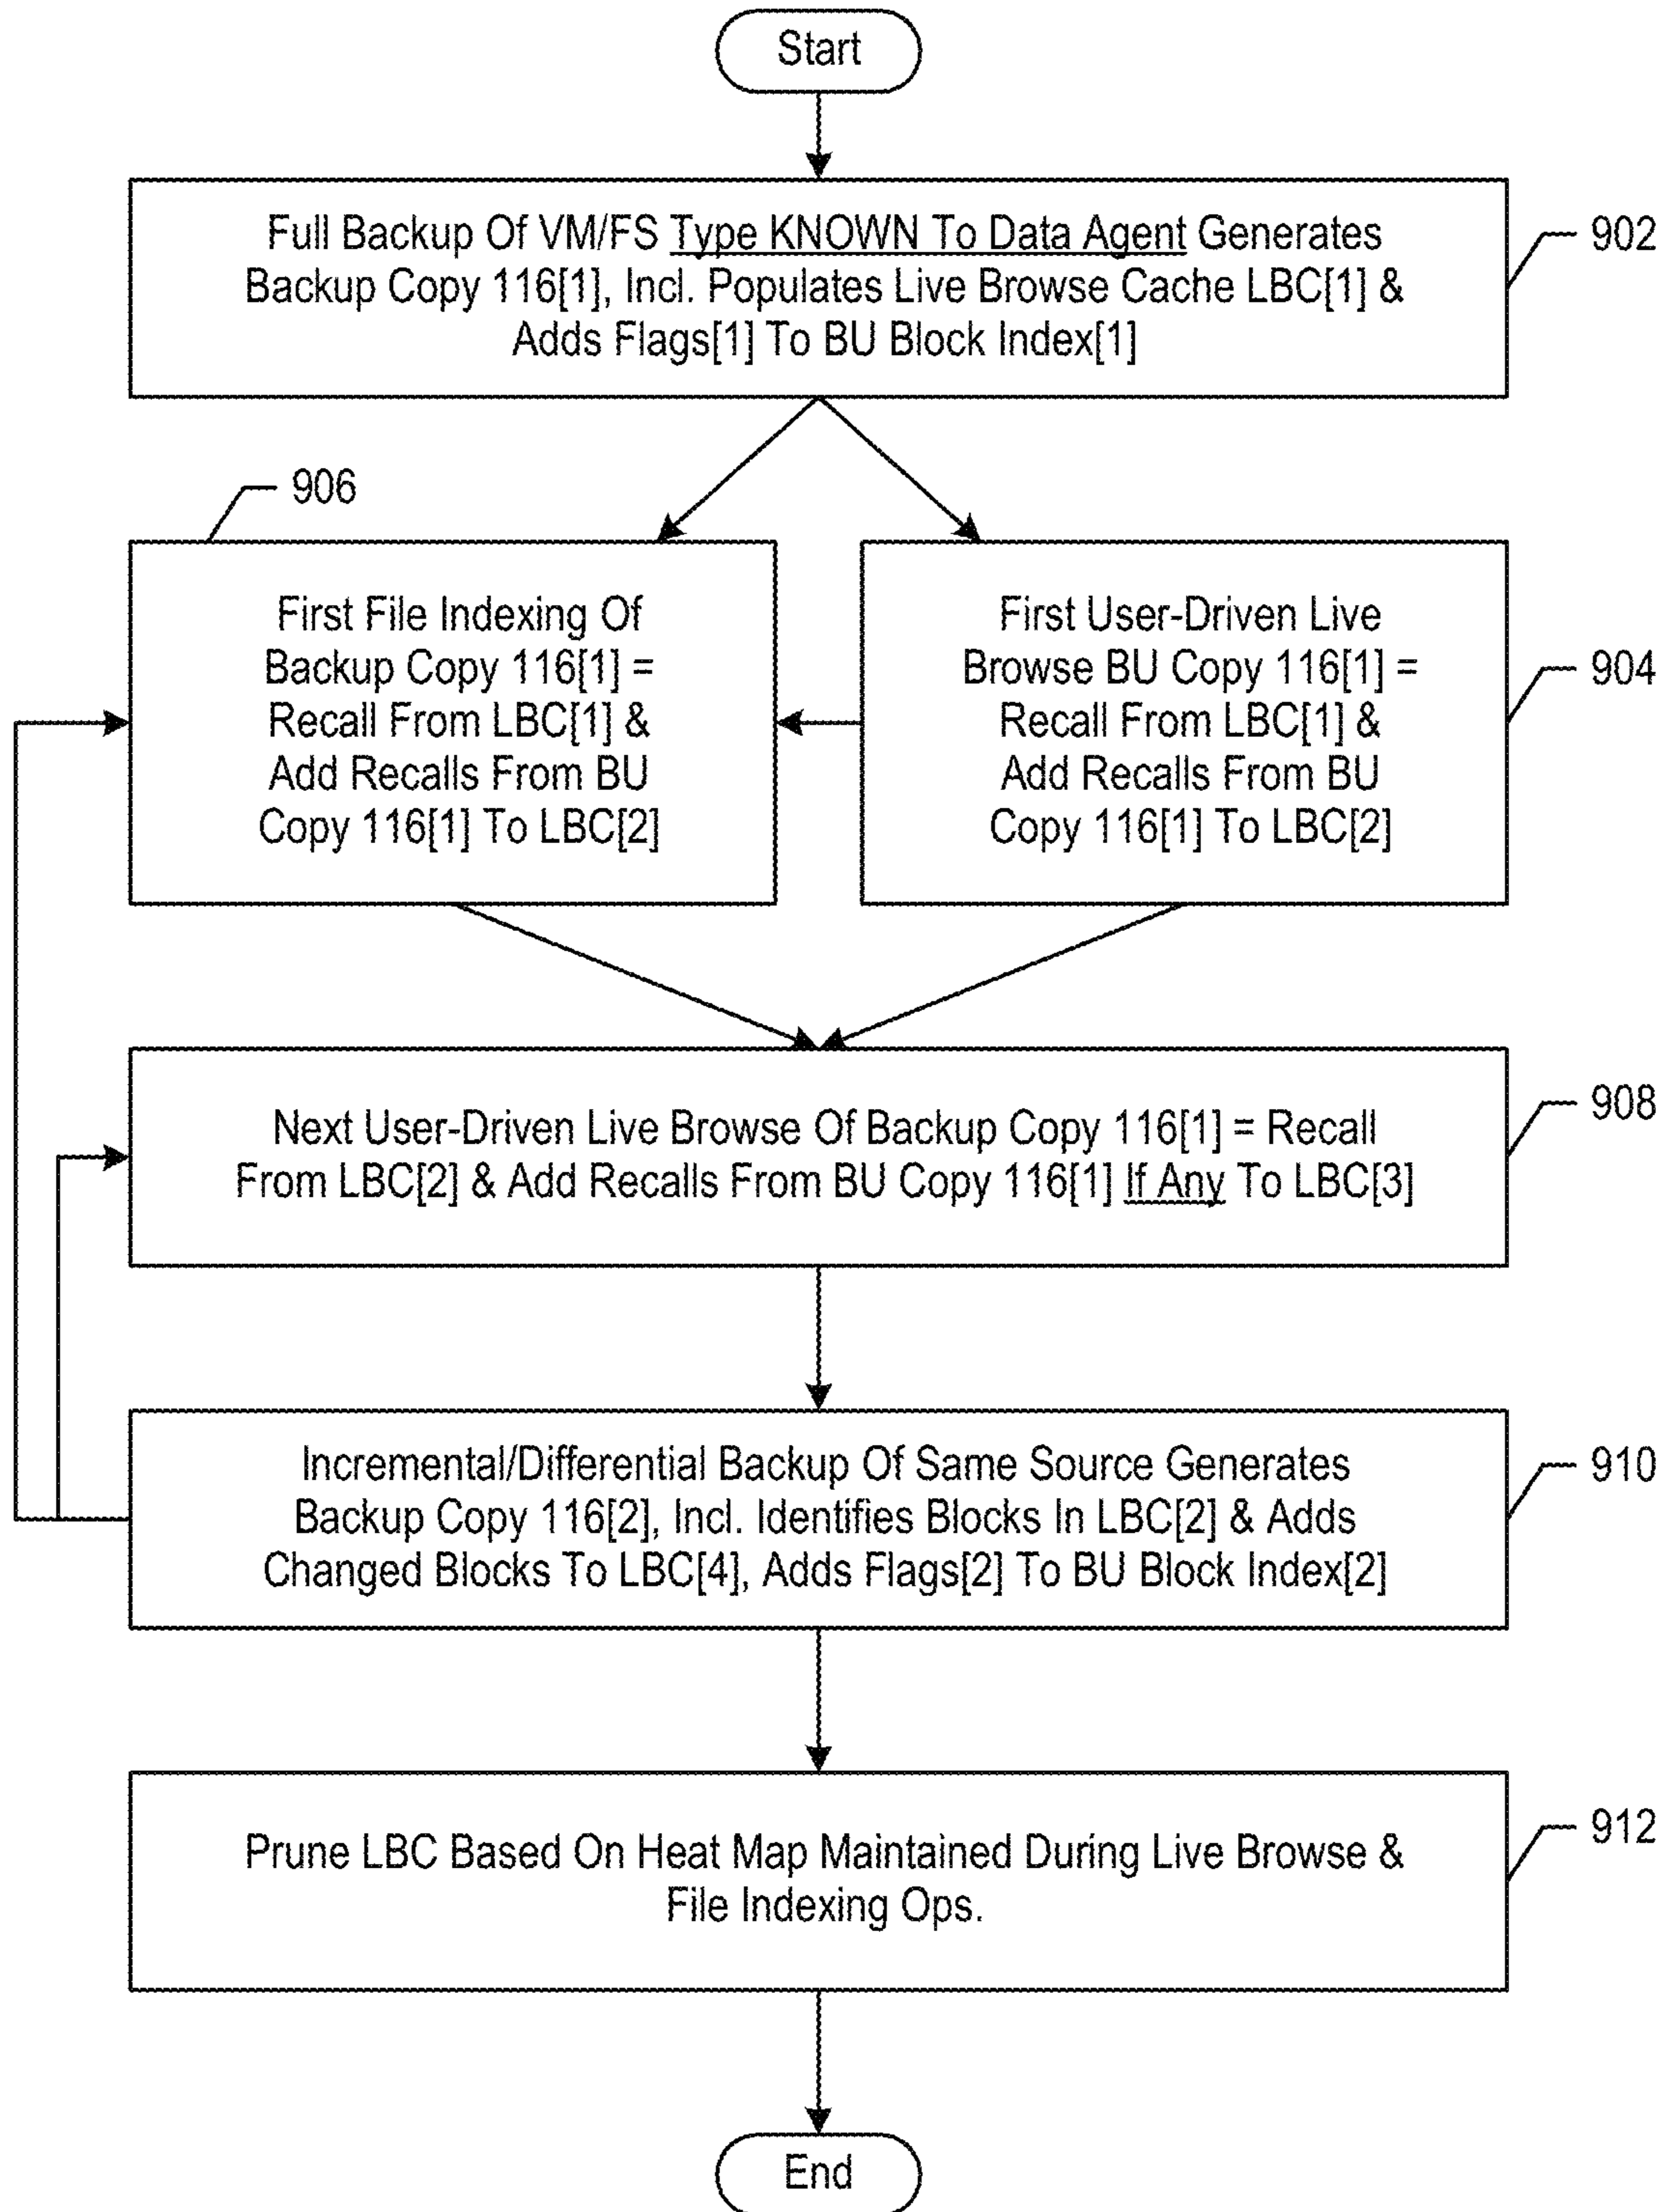 Start
Full Backup Of VM/FS Type KNOWN To Data Agent Generates
Backup Copy 116[1], Incl. Populates Live Browse Cache LBC[1] &
Adds Flags[1] To BU Block Index[1]
902
906
First File Indexing Of
Backup Copy 116[1] =
Recall From LBC[1] &
Add Recalls From BU
Copy 116[1] To LBC[2]
First User-Driven Live
Browse BU Copy 116[1] =
Recall From LBC[1] &
Add Recalls From BU
Copy 116[1] To LBC[2]
904
Next User-Driven Live Browse Of Backup Copy 116[1] = Recall
From LBC[2] & Add Recalls From BU Copy 116[1] If Any To LBC[3]
908
Incremental/Differential Backup Of Same Source Generates
Backup Copy 116[2], Incl. Identifies Blocks In LBC[2] & Adds
Changed Blocks To LBC[4], Adds Flags[2] To BU Block Index[2]
910
Prune LBC Based On Heat Map Maintained During Live Browse &
File Indexing Ops.
912
End